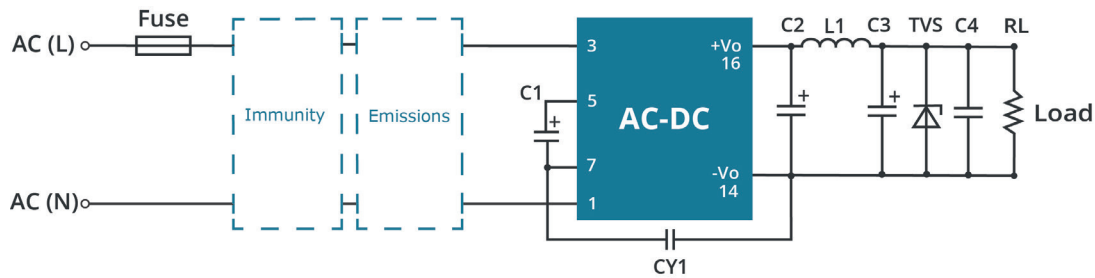 Fuse
C2 L1 C3 TVS C4 RL
AC (L)
3
+Vo
16
C1
5
+
+
+
Immunity
Emissions
AC-DC
Load
7
-Vo
14
AC (N)
1
CY1